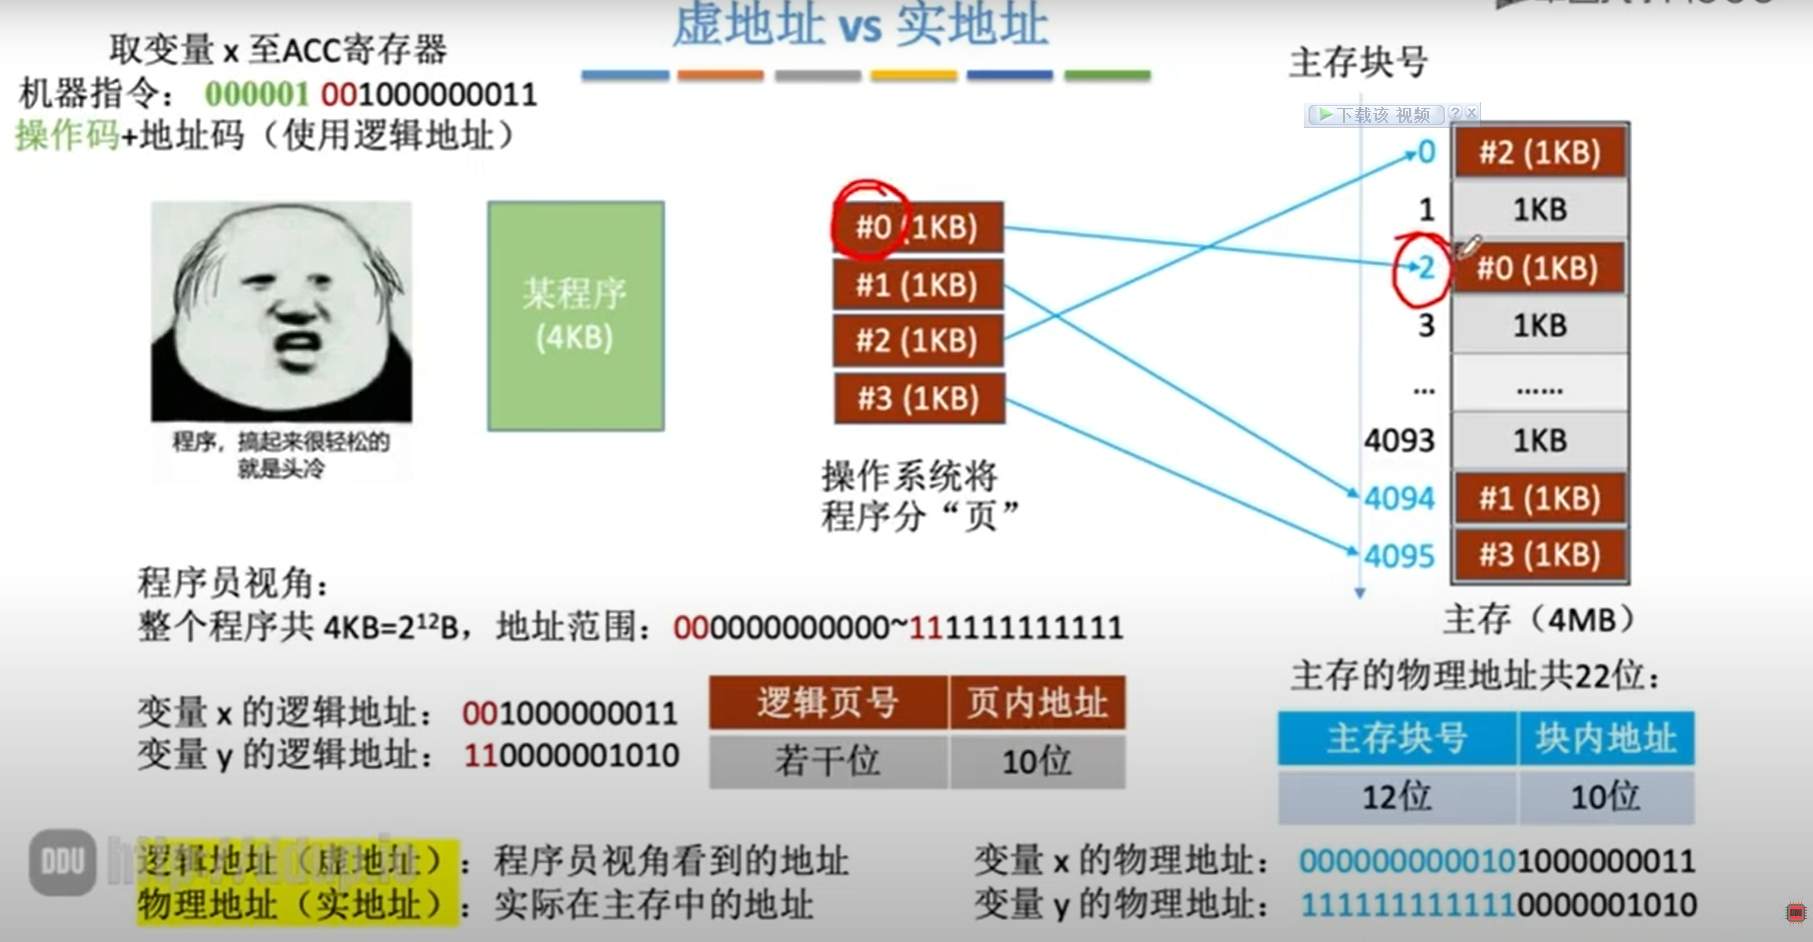 虚地址 vs 实地址
取变量 x 至ACC寄存器
机器指令： 000001 001000000011
操作码+地址码（使用逻辑地址）
程序，搞起来很轻松的
就是头冷
某程序
(4KB)
#0 (1KB)
#1 (1KB)
#2 (1KB)
#3 (1KB)
操作系统将
程序分“页”
主存块号
下载该 视频 ? X
0 #2 (1KB)
1 1KB
2 #0 (1KB)
3 1KB
... ......
4093 1KB
4094 #1 (1KB)
4095 #3 (1KB)
主存（4MB）
程序员视角：
整个程序共 4KB=2¹²B，地址范围：000000000000~111111111111
变量 x 的逻辑地址： 001000000011
变量 y 的逻辑地址： 110000001010
逻辑页号 页内地址
若干位 10位
主存的物理地址共22位：
主存块号 块内地址
12位 10位
DDU
逻辑地址（虚地址）：程序员视角看到的地址
物理地址（实地址）：实际在主存中的地址
变量 x 的物理地址：0000000000101000000011
变量 y 的物理地址：1111111111110000001010